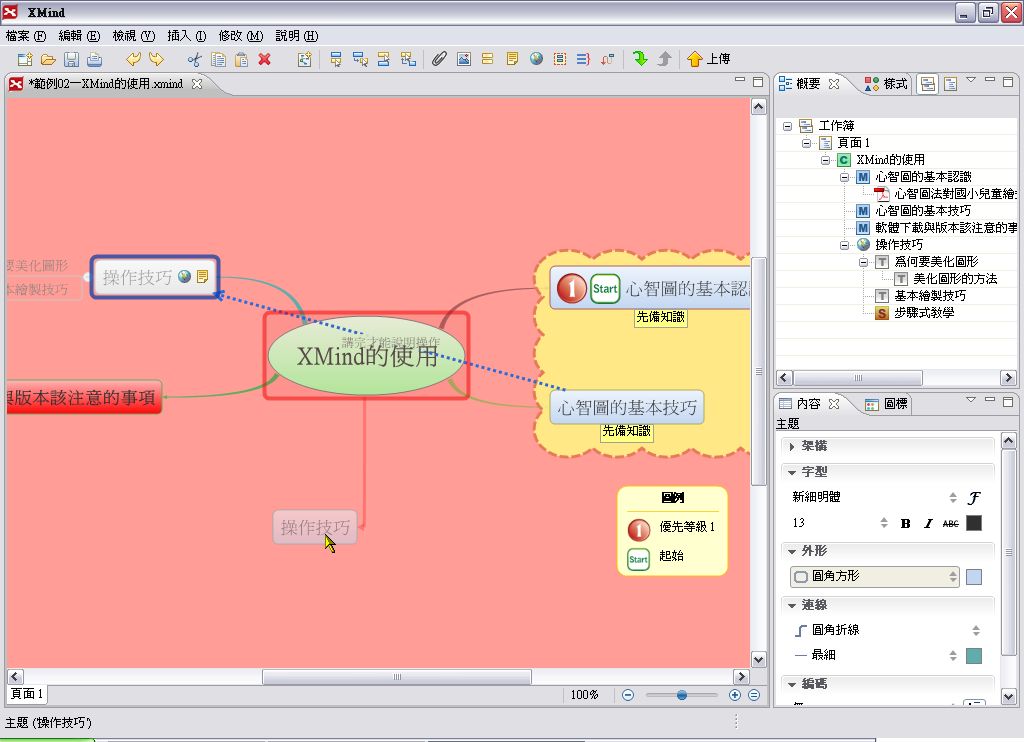 XMind
檔案 (F) 編輯 (E) 檢視 (V) 插入 (I) 修改 (M) 說明 (H)
上傳
*範例02—XMind的使用.xmind
概要
樣式
工作簿
頁面 1
C XMind的使用
M 心智圖的基本認識
心智圖法對國小兒童繪
M 心智圖的基本技巧
M 軟體下載與版本該注意的事
操作技巧
T 為何要美化圖形
T 美化圖形的方法
T 基本繪製技巧
S 步驟式教學
要美化圖形
本繪製技巧
操作技巧
1 Start 心智圖的基本認
先備知識
講完才能說明操作
XMind的使用
版本該注意的事項
心智圖的基本技巧
先備知識
操作技巧
圖例
1 優先等級 1
Start 起始
內容
圖標
主題
架構
字型
新細明體
13 B I ABC
外形
圓角方形
連線
圓角折線
最細
編碼
頁面 1
100%
主題 ('操作技巧')